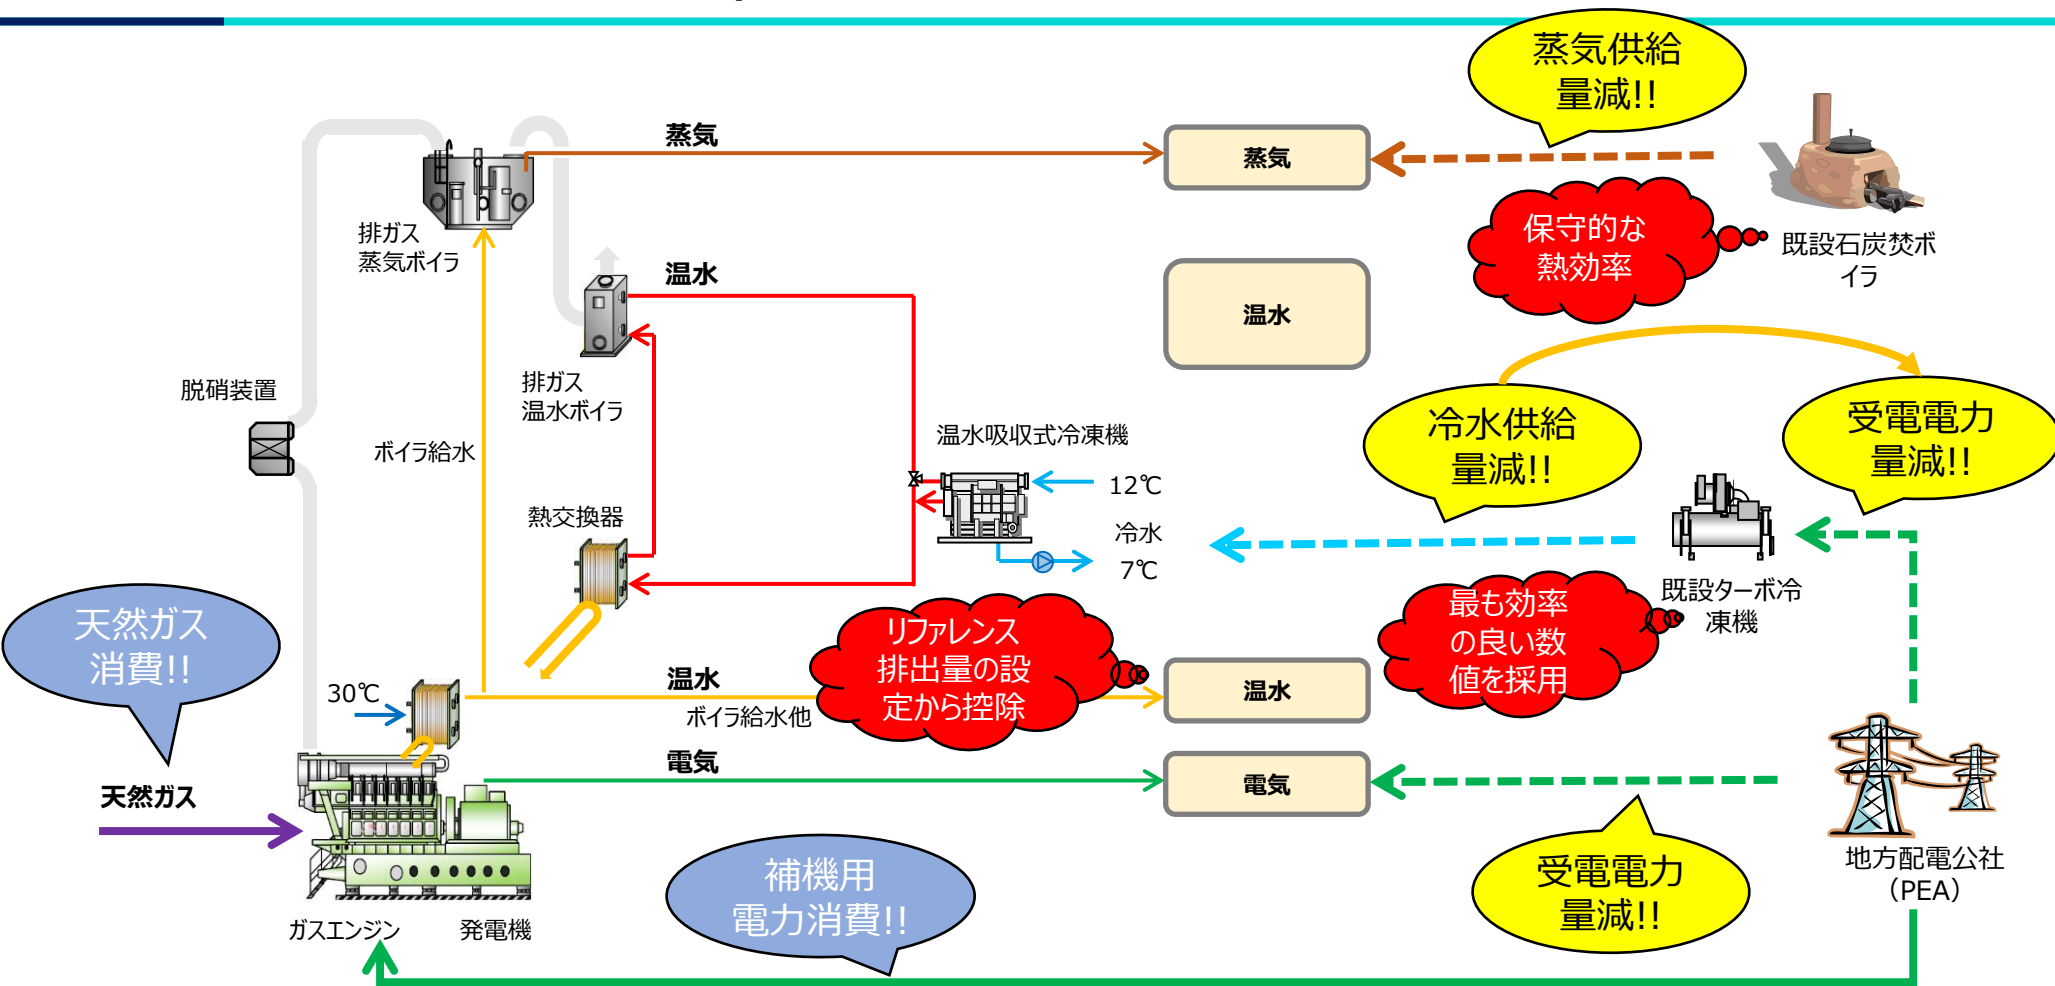 蒸気供給
量減!!
蒸気
蒸気
排ガス
蒸気ボイラ
保守的な
熱効率
既設石炭焚ボ
イラ
温水
温水
脱硝装置
排ガス
温水ボイラ
ボイラ給水
温水吸収式冷凍機
12℃
冷水
7℃
冷水供給
量減!!
受電電力
量減!!
熱交換器
既設ターボ冷
凍機
最も効率
の良い数
値を採用
天然ガス
消費!!
リファレンス
排出量の設
定から控除
30℃
温水
ボイラ給水他
温水
電気
電気
天然ガス
ガスエンジン
発電機
補機用
電力消費!!
受電電力
量減!!
地方配電公社
（PEA）